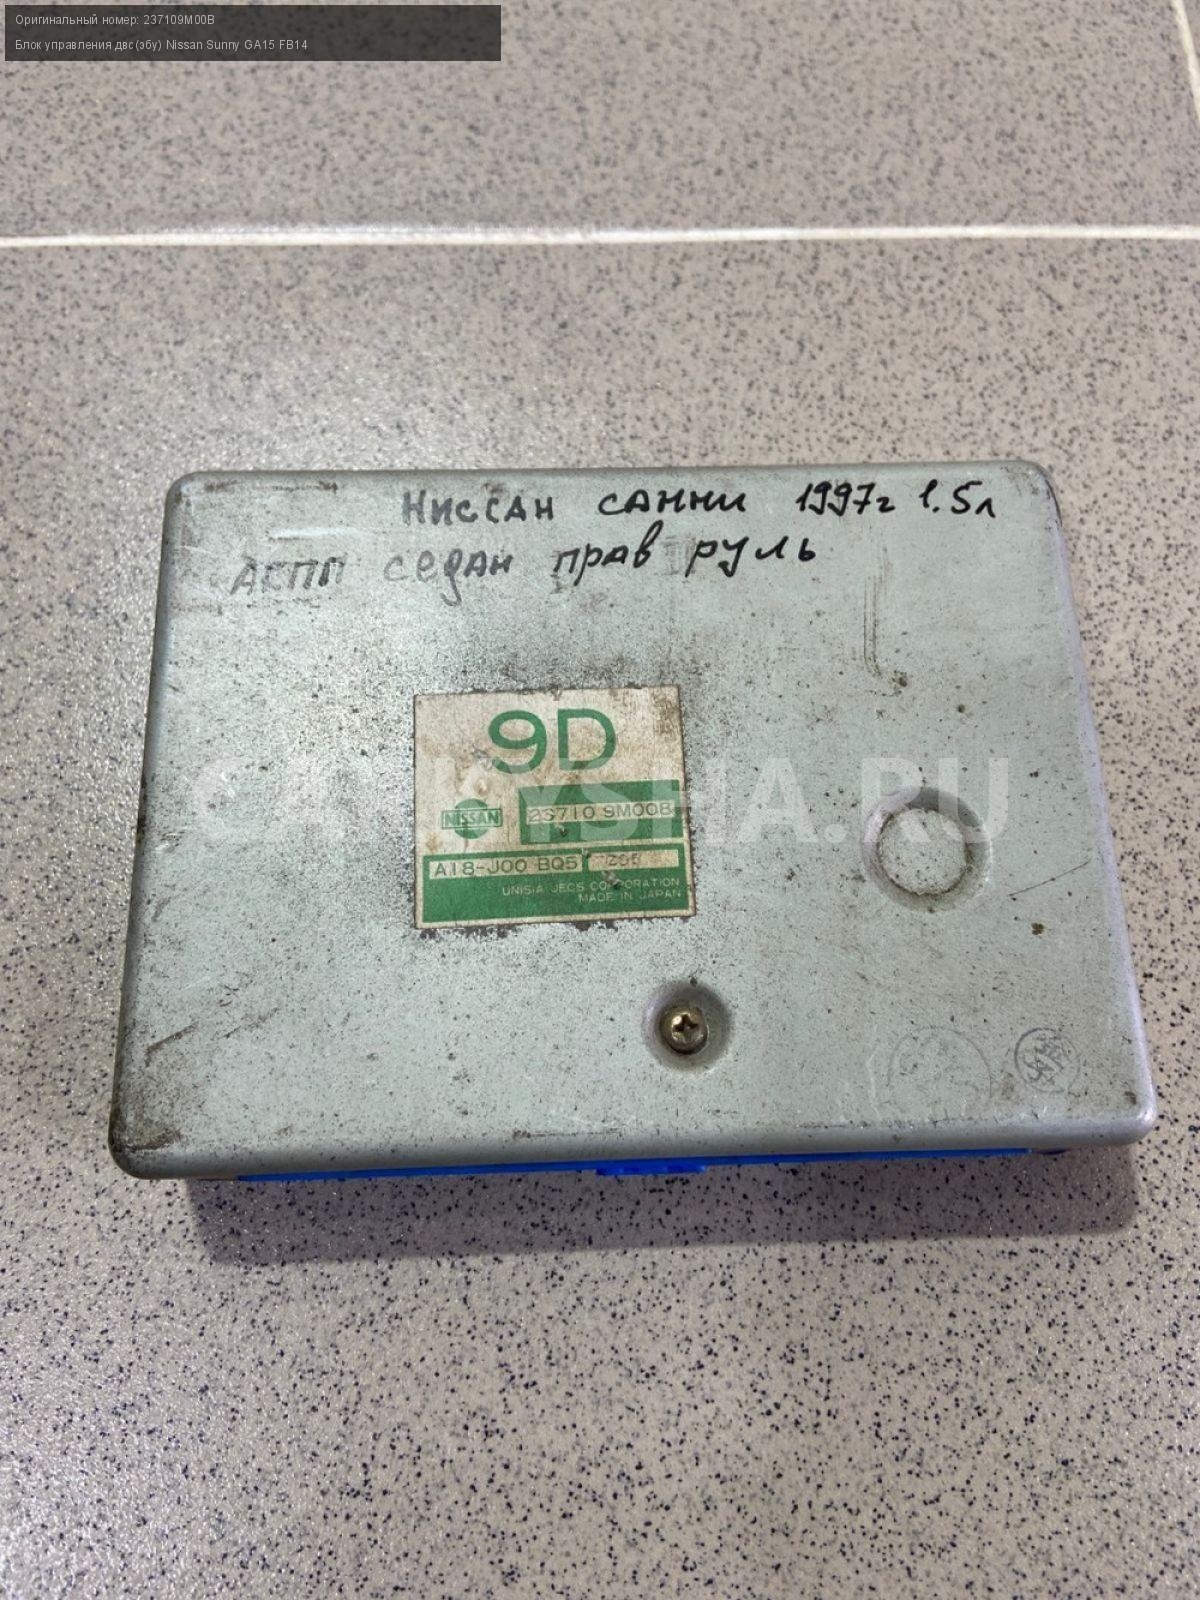 Оригинальный номер: 237109M00B
Блок управления двс (эбу) Nissan Sunny GA15 FB14
Ниссан санни 1997г 1.5л
АКПП седан прав руль
9D
NISSAN
23710 9M00B
A18-J00 BQ5
UNISIA JECS CORPORATION
MADE IN JAPAN